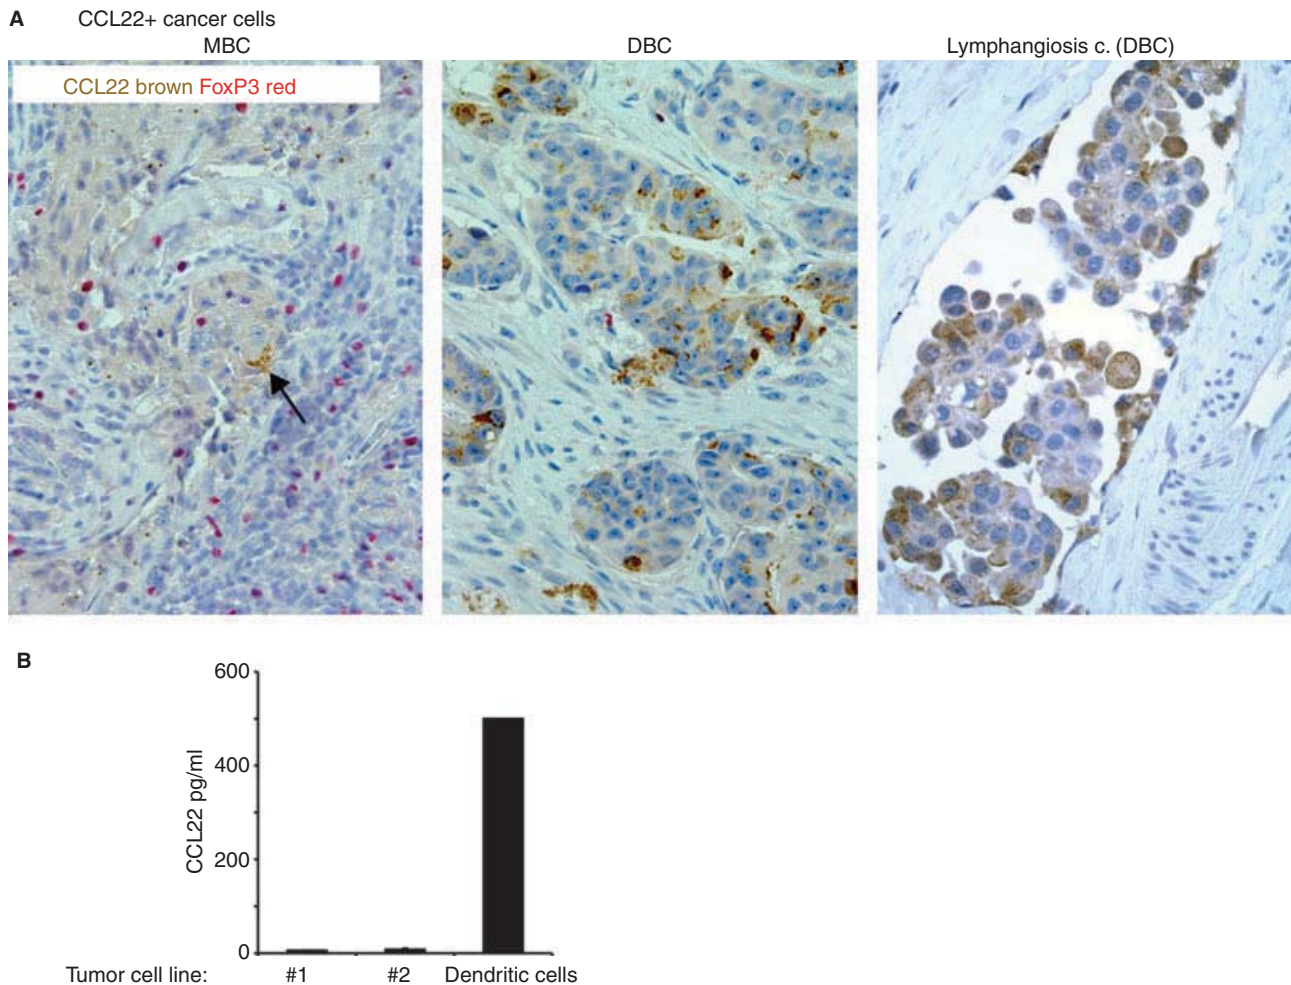 A CCL22+ cancer cells
MBC DBC Lymphangiosis c. (DBC)
CCL22 brown FoxP3 red
B
600
400
200
0
CCL22 pg/ml
Tumor cell line: #1 #2 Dendritic cells